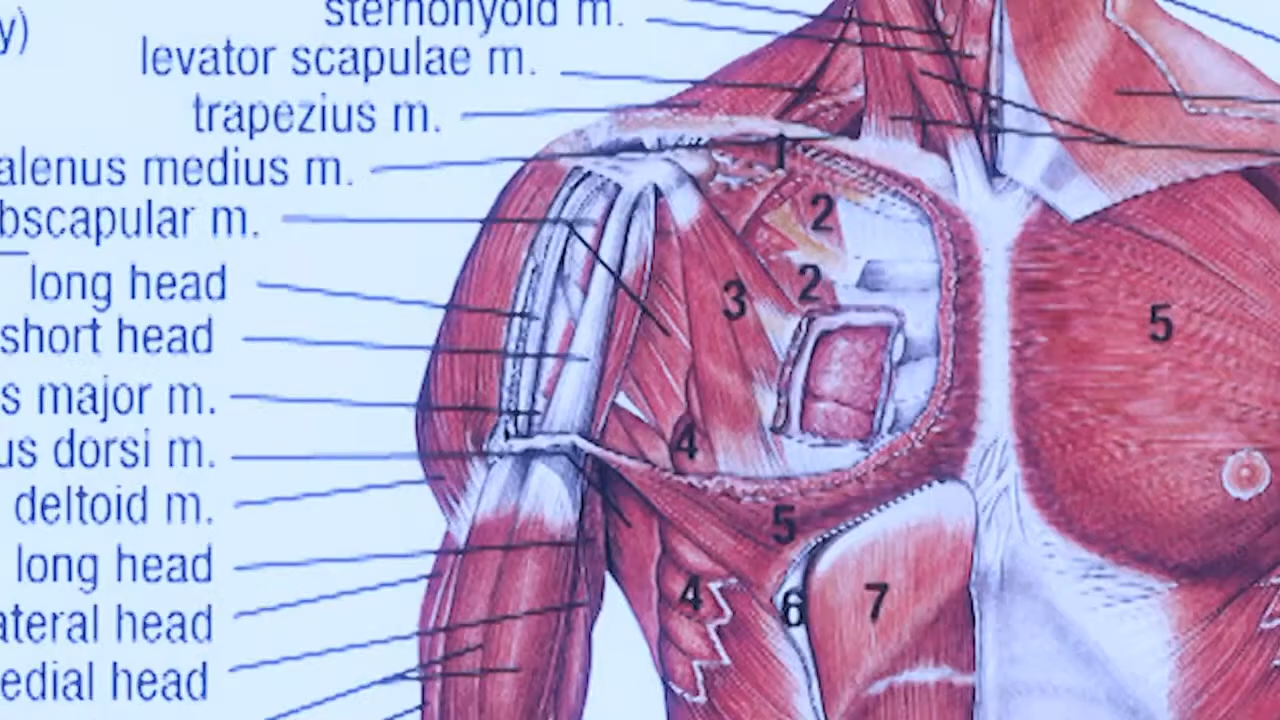 y)
sternohyoid m.
levator scapulae m.
trapezius m.
alenus medius m.
bscapular m.
long head
short head
s major m.
us dorsi m.
deltoid m.
long head
ateral head
edial head
1
2
2
3
5
4
5
4
6
7